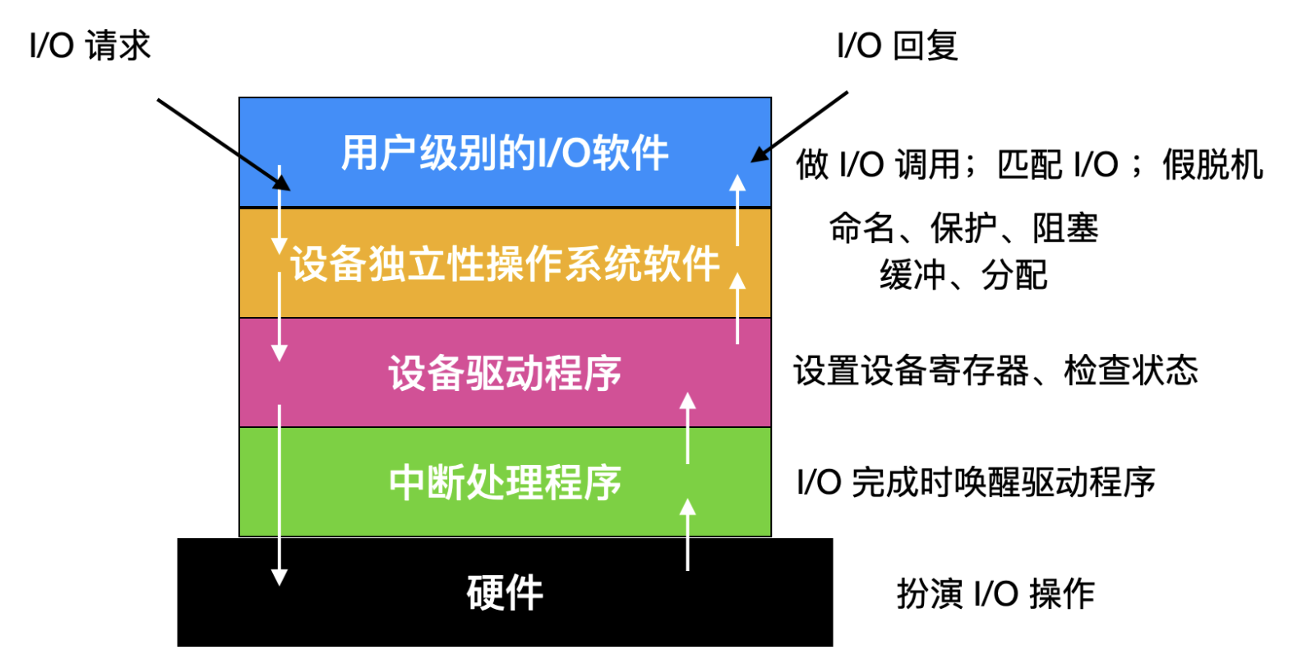 I/O 请求
I/O 回复
用户级别的I/O软件
做 I/O 调用；匹配 I/O ；假脱机
设备独立性操作系统软件
命名、保护、阻塞
缓冲、分配
设备驱动程序
设置设备寄存器、检查状态
中断处理程序
I/O 完成时唤醒驱动程序
硬件
扮演 I/O 操作